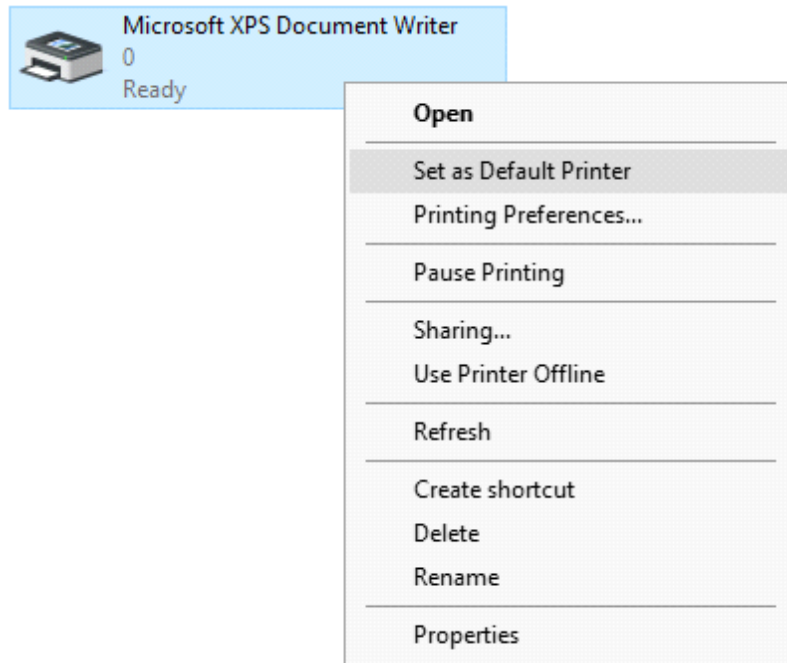 Microsoft XPS Document Writer
0
Ready
Open
Set as Default Printer
Printing Preferences...
Pause Printing
Sharing...
Use Printer Offline
Refresh
Create shortcut
Delete
Rename
Properties